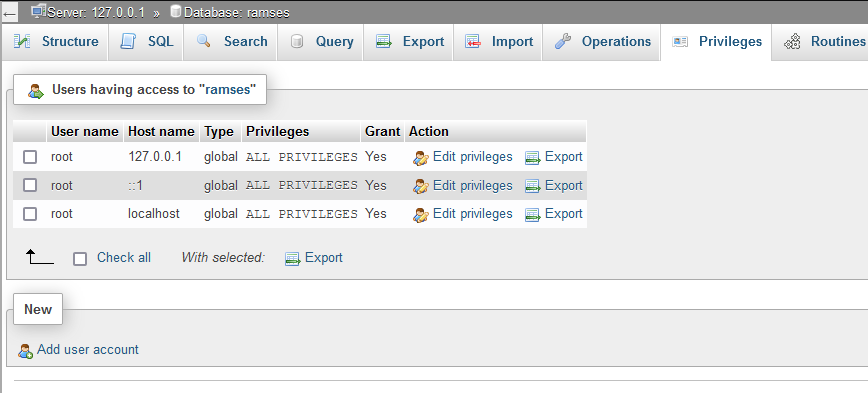 ← Server: 127.0.0.1 » Database: ramses
Structure SQL Search Query Export Import Operations Privileges Routines
Users having access to "ramses"
User name Host name Type Privileges Grant Action
root 127.0.0.1 global ALL PRIVILEGES Yes Edit privileges Export
root ::1 global ALL PRIVILEGES Yes Edit privileges Export
root localhost global ALL PRIVILEGES Yes Edit privileges Export
Check all With selected: Export
New
Add user account